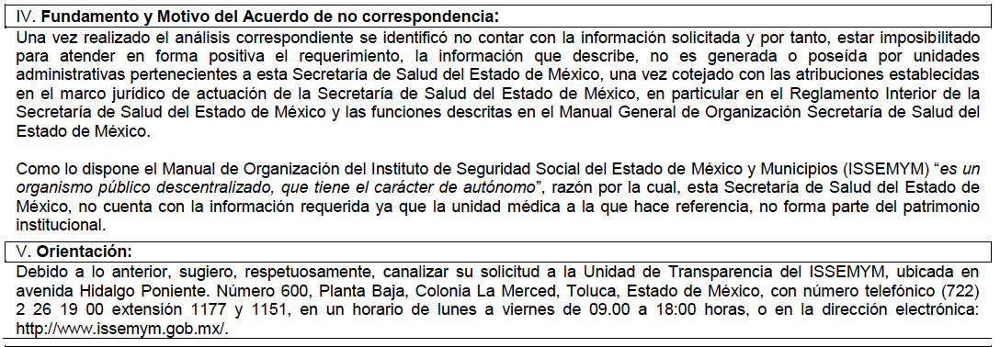 IV. Fundamento y Motivo del Acuerdo de no correspondencia:
Una vez realizado el análisis correspondiente se identificó no contar con la información solicitada y por tanto, estar imposibilitado
para atender en forma positiva el requerimiento, la información que describe, no es generada o poseída por unidades
administrativas pertenecientes a esta Secretaría de Salud del Estado de México, una vez cotejado con las atribuciones establecidas
en el marco jurídico de actuación de la Secretaría de Salud del Estado de México, en particular en el Reglamento Interior de la
Secretaría de Salud del Estado de México y las funciones descritas en el Manual General de Organización Secretaría de Salud del
Estado de México.
Como lo dispone el Manual de Organización del Instituto de Seguridad Social del Estado de México y Municipios (ISSEMYM) “es un
organismo público descentralizado, que tiene el carácter de autónomo”, razón por la cual, esta Secretaría de Salud del Estado de
México, no cuenta con la información requerida ya que la unidad médica a la que hace referencia, no forma parte del patrimonio
institucional.
V. Orientación:
Debido a lo anterior, sugiero, respetuosamente, canalizar su solicitud a la Unidad de Transparencia del ISSEMYM, ubicada en
avenida Hidalgo Poniente. Número 600, Planta Baja, Colonia La Merced, Toluca, Estado de México, con número telefónico (722)
2 26 19 00 extensión 1177 y 1151, en un horario de lunes a viernes de 09.00 a 18:00 horas, o en la dirección electrónica:
http://www.issemym.gob.mx/.